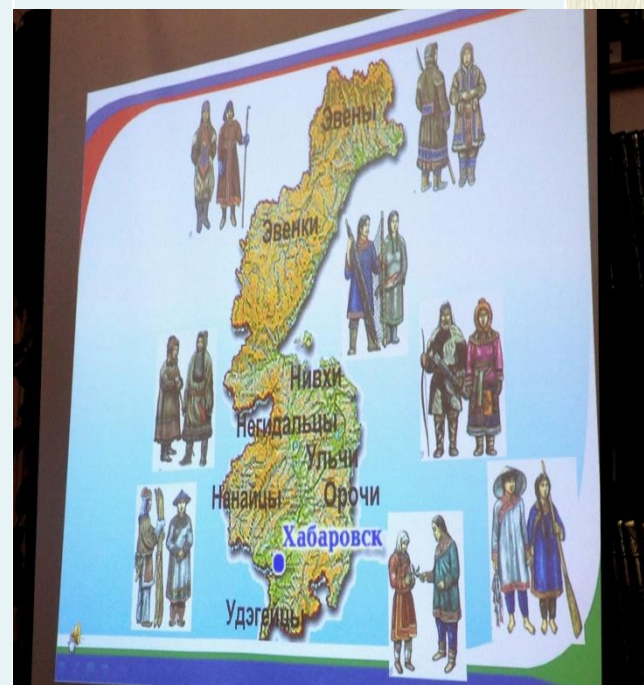 Эвены
Эвенки
Нивхи
Негидальцы
Ульчи
Нанайцы
Орочи
Хабаровск
Удэгейцы